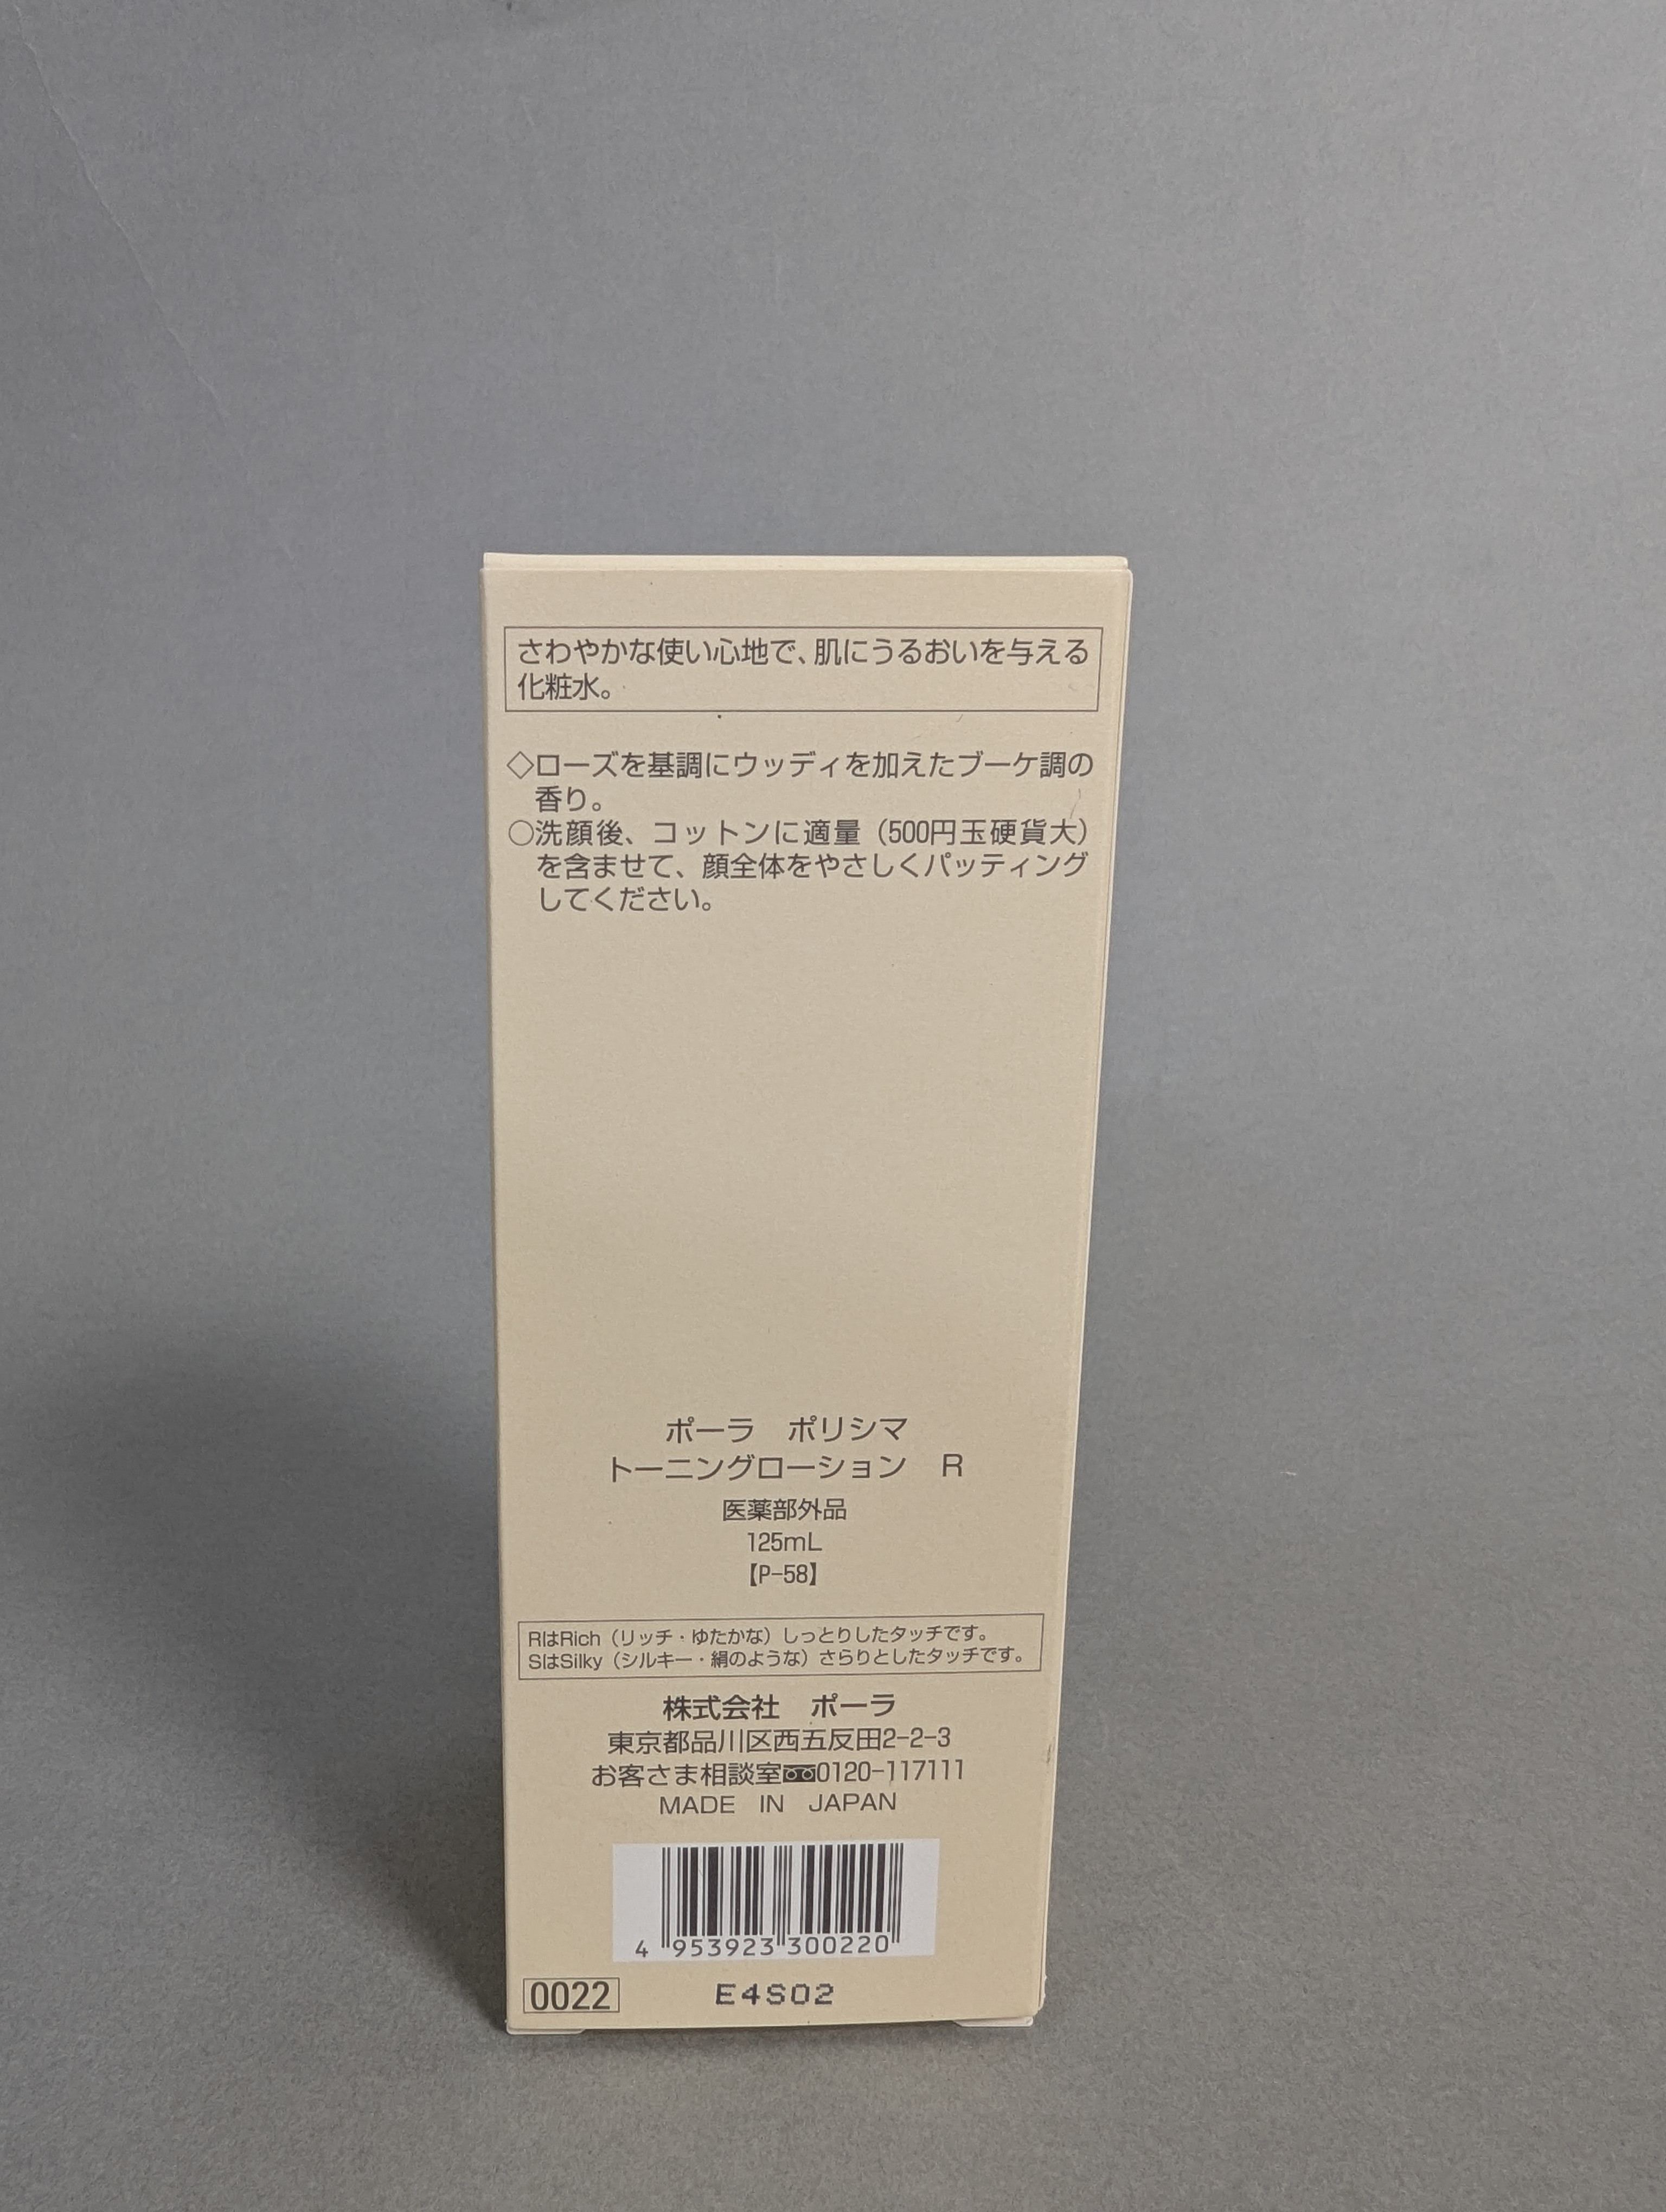 さわやかな使い心地で、肌にうるおいを与える
化粧水。
◇ローズを基調にウッディを加えたブーケ調の
香り。
○洗顔後、コットンに適量（500円玉硬貨大）
を含ませて、顔全体をやさしくパッティング
してください。
ポーラ　ポリシマ
トーニングローション　R
医薬部外品
125mL
【P-58】
RはRich（リッチ・ゆたかな）しっとりしたタッチです。
SはSilky（シルキー・絹のような）さらりとしたタッチです。
株式会社　ポーラ
東京都品川区西五反田2-2-3
お客さま相談室0120-117111
MADE IN JAPAN
4 953923 300220
0022 E4S02